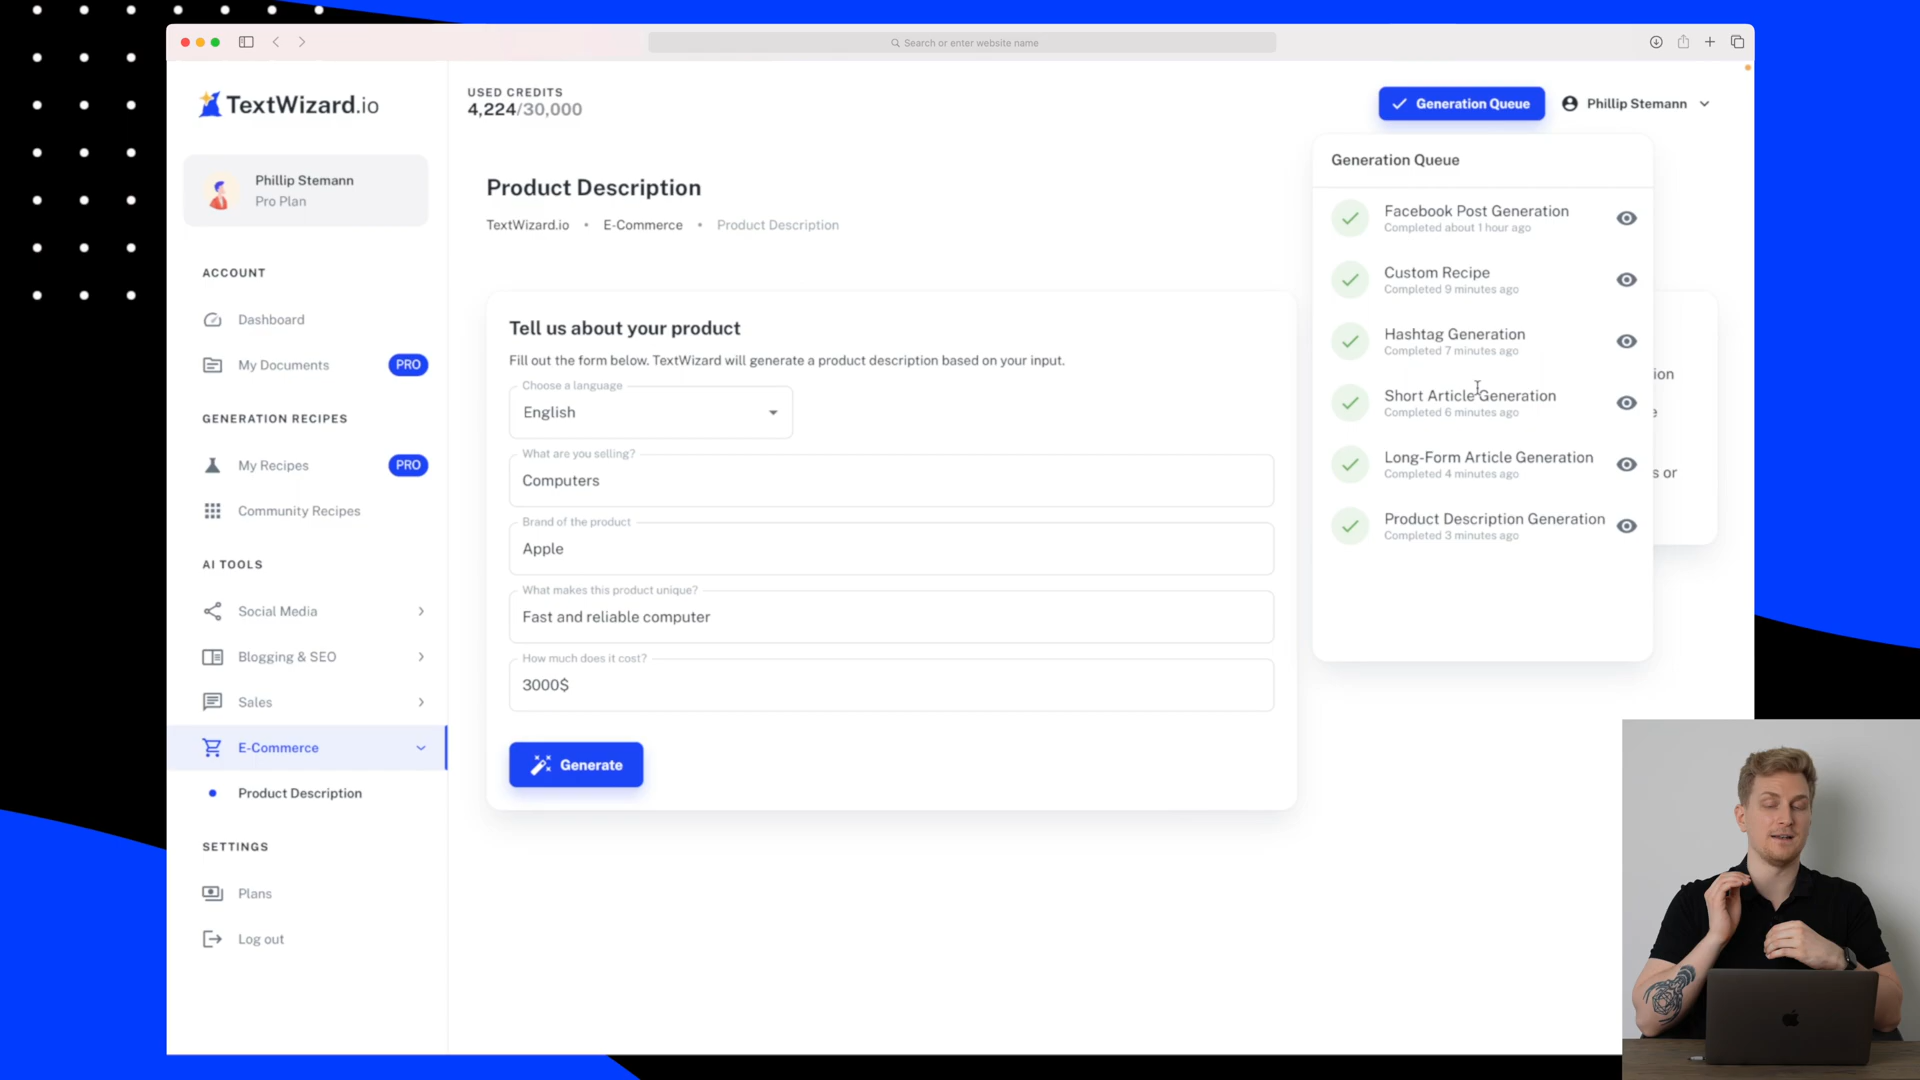 Search or enter website name
TextWizard.io
Phillip Stemann
Pro Plan
ACCOUNT
Dashboard
My Documents
PRO
GENERATION RECIPES
My Recipes
PRO
Community Recipes
AI TOOLS
Social Media
Blogging & SEO
Sales
E-Commerce
Product Description
SETTINGS
Plans
Log out
USED CREDITS
4,224/30,000
Generation Queue
Phillip Stemann
Product Description
TextWizard.io • E-Commerce • Product Description
Tell us about your product
Fill out the form below. TextWizard will generate a product description based on your input.
Choose a language
English
What are you selling?
Computers
Brand of the product
Apple
What makes this product unique?
Fast and reliable computer
How much does it cost?
3000$
Generate
Generation Queue
Facebook Post Generation
Completed about 1 hour ago
Custom Recipe
Completed 9 minutes ago
Hashtag Generation
Completed 7 minutes ago
Short Article Generation
Completed 6 minutes ago
Long-Form Article Generation
Completed 4 minutes ago
Product Description Generation
Completed 3 minutes ago
ion
e
s or